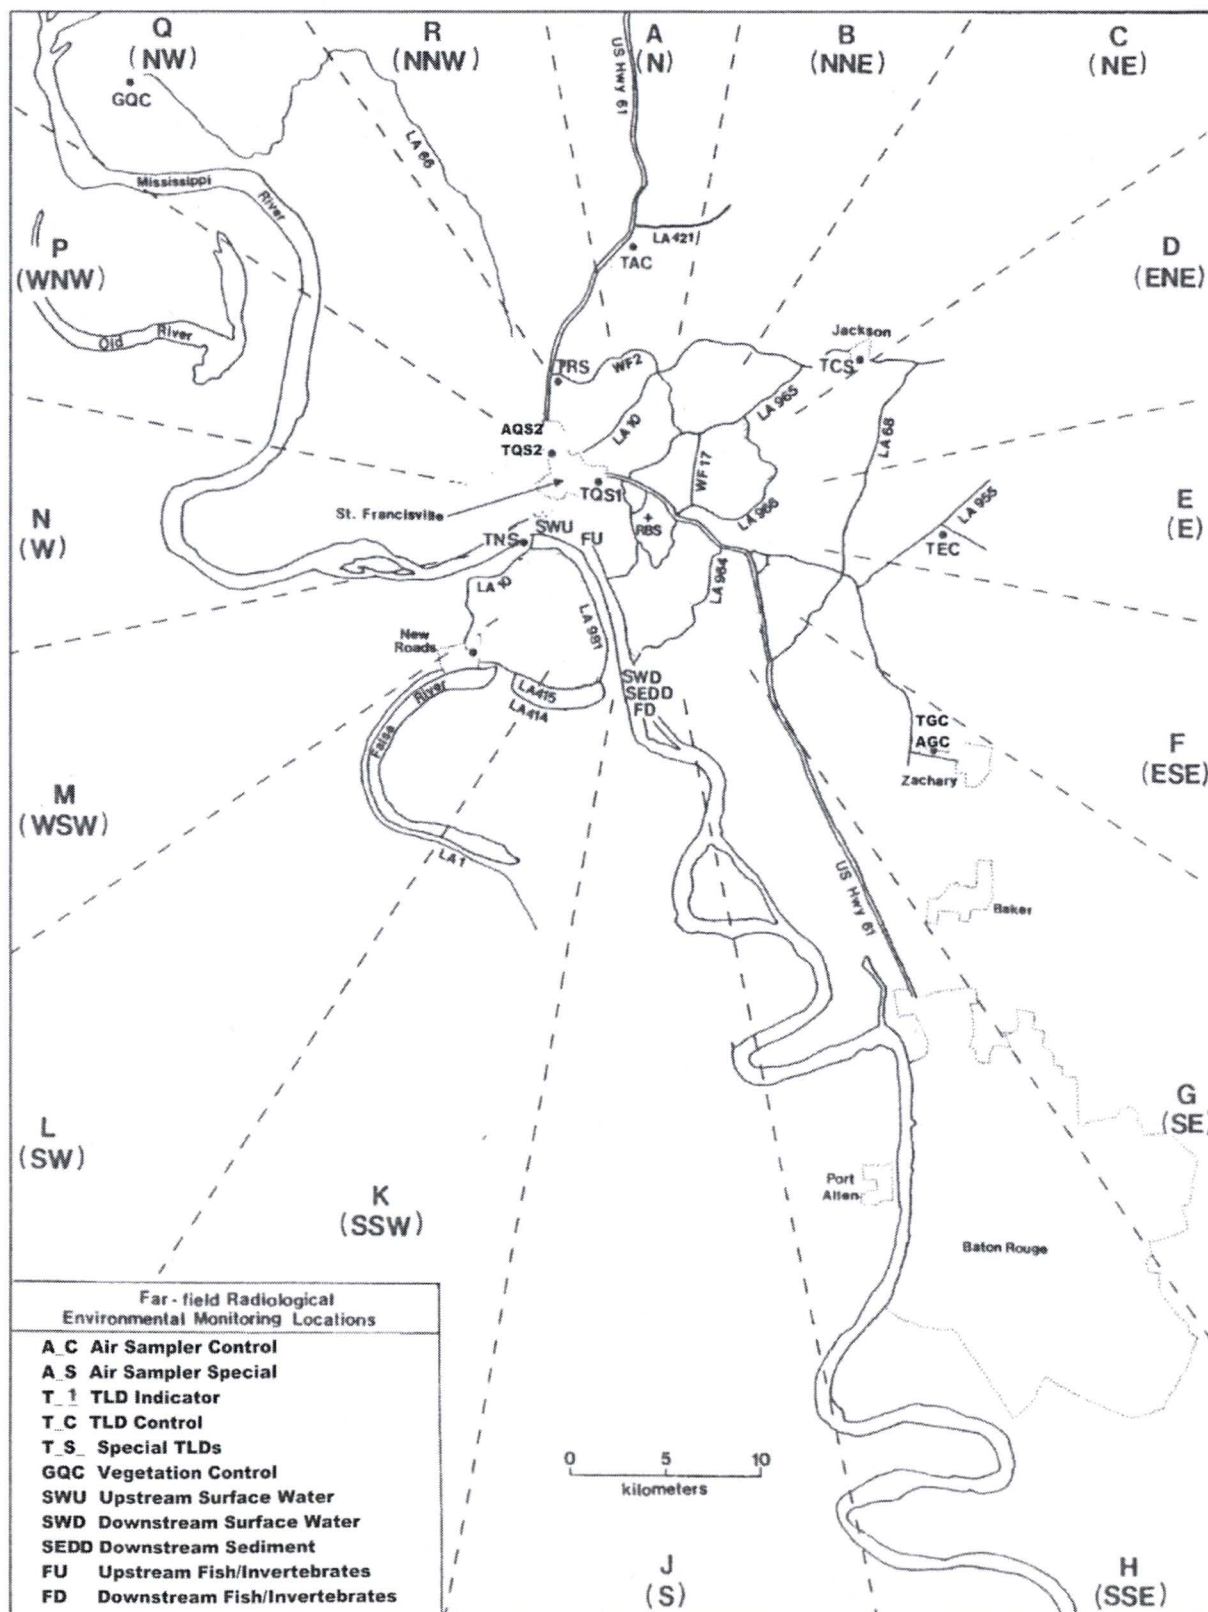 Q
(NW)
R
(NNW)
A
(N)
B
(NNE)
C
(NE)
GQC
US Hwy 61
LA 66
Mississippi
River
LA 421
TAC
P
(WNW)
D
(ENE)
Old
River
Jackson
TCS
TRS
WF2
LA 965
LA 10
LA 68
AQS2
TQS2
WF 17
TQS1
LA 955
N
(W)
St. Francisville
SWU
RBS
LA 966
E
(E)
TNS
FU
TEC
LA 10
LA 964
LA 981
New
Roads
SWD
SEDD
FD
LA415
LA414
River
False
TGC
AGC
Zachary
F
(ESE)
M
(WSW)
LA 1
US Hwy 61
Baker
G
(SE)
L
(SW)
Port
Allen
K
(SSW)
Baton Rouge
Far-field Radiological
Environmental Monitoring Locations
A_C Air Sampler Control
A_S Air Sampler Special
T_1 TLD Indicator
T_C TLD Control
T_S_ Special TLDs
GQC Vegetation Control
SWU Upstream Surface Water
SWD Downstream Surface Water
SEDD Downstream Sediment
FU Upstream Fish/Invertebrates
FD Downstream Fish/Invertebrates
0 5 10
kilometers
J
(S)
H
(SSE)